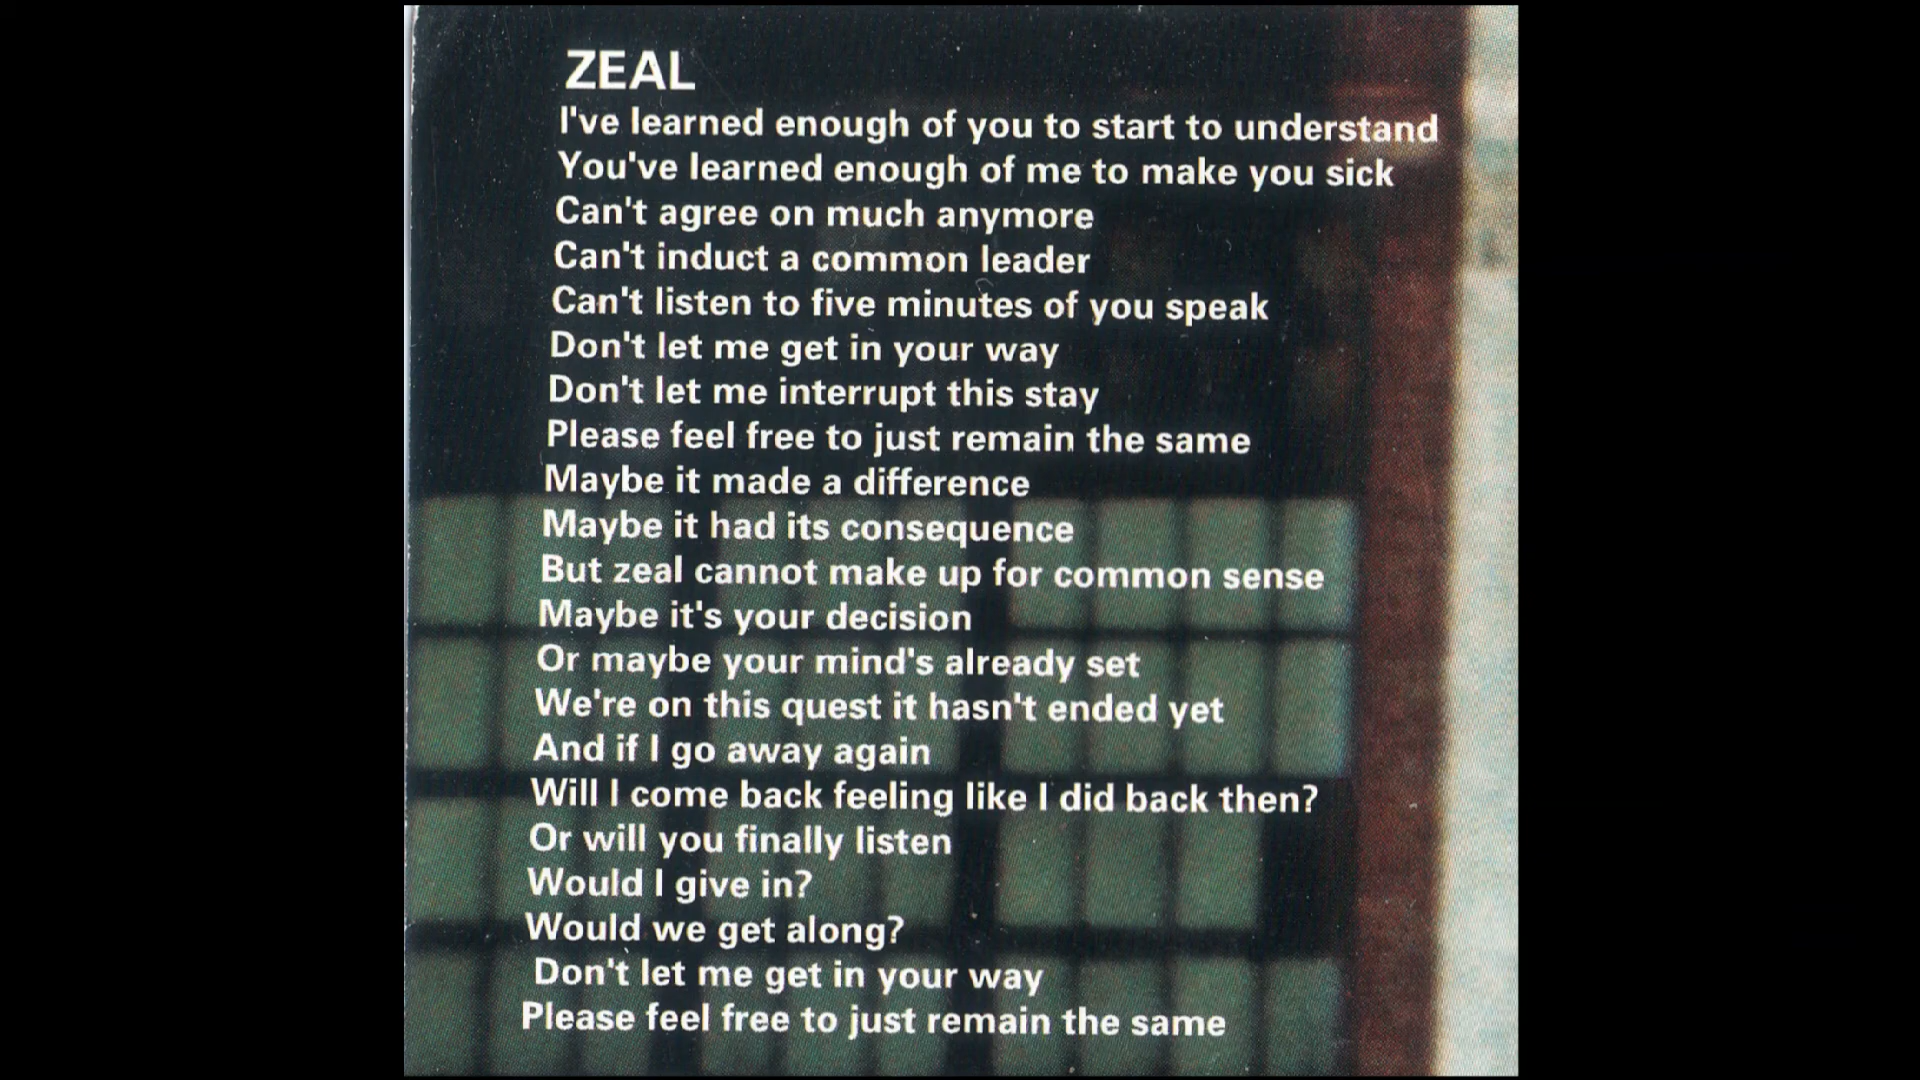 ZEAL
I've learned enough of you to start to understand
You've learned enough of me to make you sick
Can't agree on much anymore
Can't induct a common leader
Can't listen to five minutes of you speak
Don't let me get in your way
Don't let me interrupt this stay
Please feel free to just remain the same
Maybe it made a difference
Maybe it had its consequence
But zeal cannot make up for common sense
Maybe it's your decision
Or maybe your mind's already set
We're on this quest it hasn't ended yet
And if I go away again
Will I come back feeling like I did back then?
Or will you finally listen
Would I give in?
Would we get along?
Don't let me get in your way
Please feel free to just remain the same